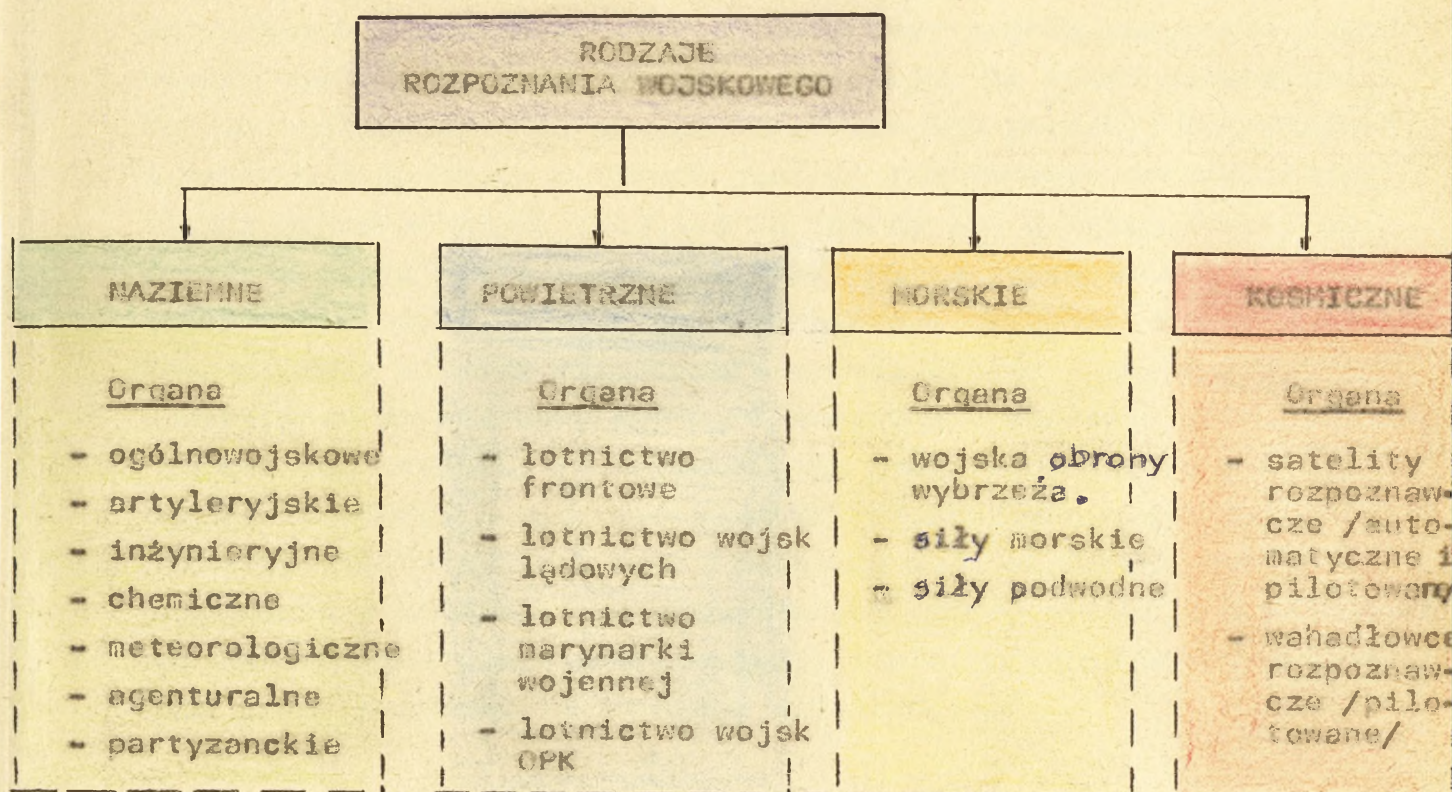 RODZAJE
ROZPOZNANIA WOJSKOWEGO
NAZIEMNE
Organa
- ogólnowojskowe
- artyleryjskie
- inżynieryjne
- chemiczne
- meteorologiczne
- agenturalne
- partyzanckie
POWIETRZNE
Organa
- lotnictwo
frontowe
- lotnictwo wojsk
lądowych
- lotnictwo
marynarki
wojennej
- lotnictwo wojsk
OPK
MORSKIE
Organa
- wojska obrony
wybrzeża.
- siły morskie
- siły podwodne
KOSMICZNE
Organa
- satelity
rozpoznaw-
cze /auto-
matyczne i
pilotowany
- wahadłowce
rozpoznaw-
cze /pilo-
towane/